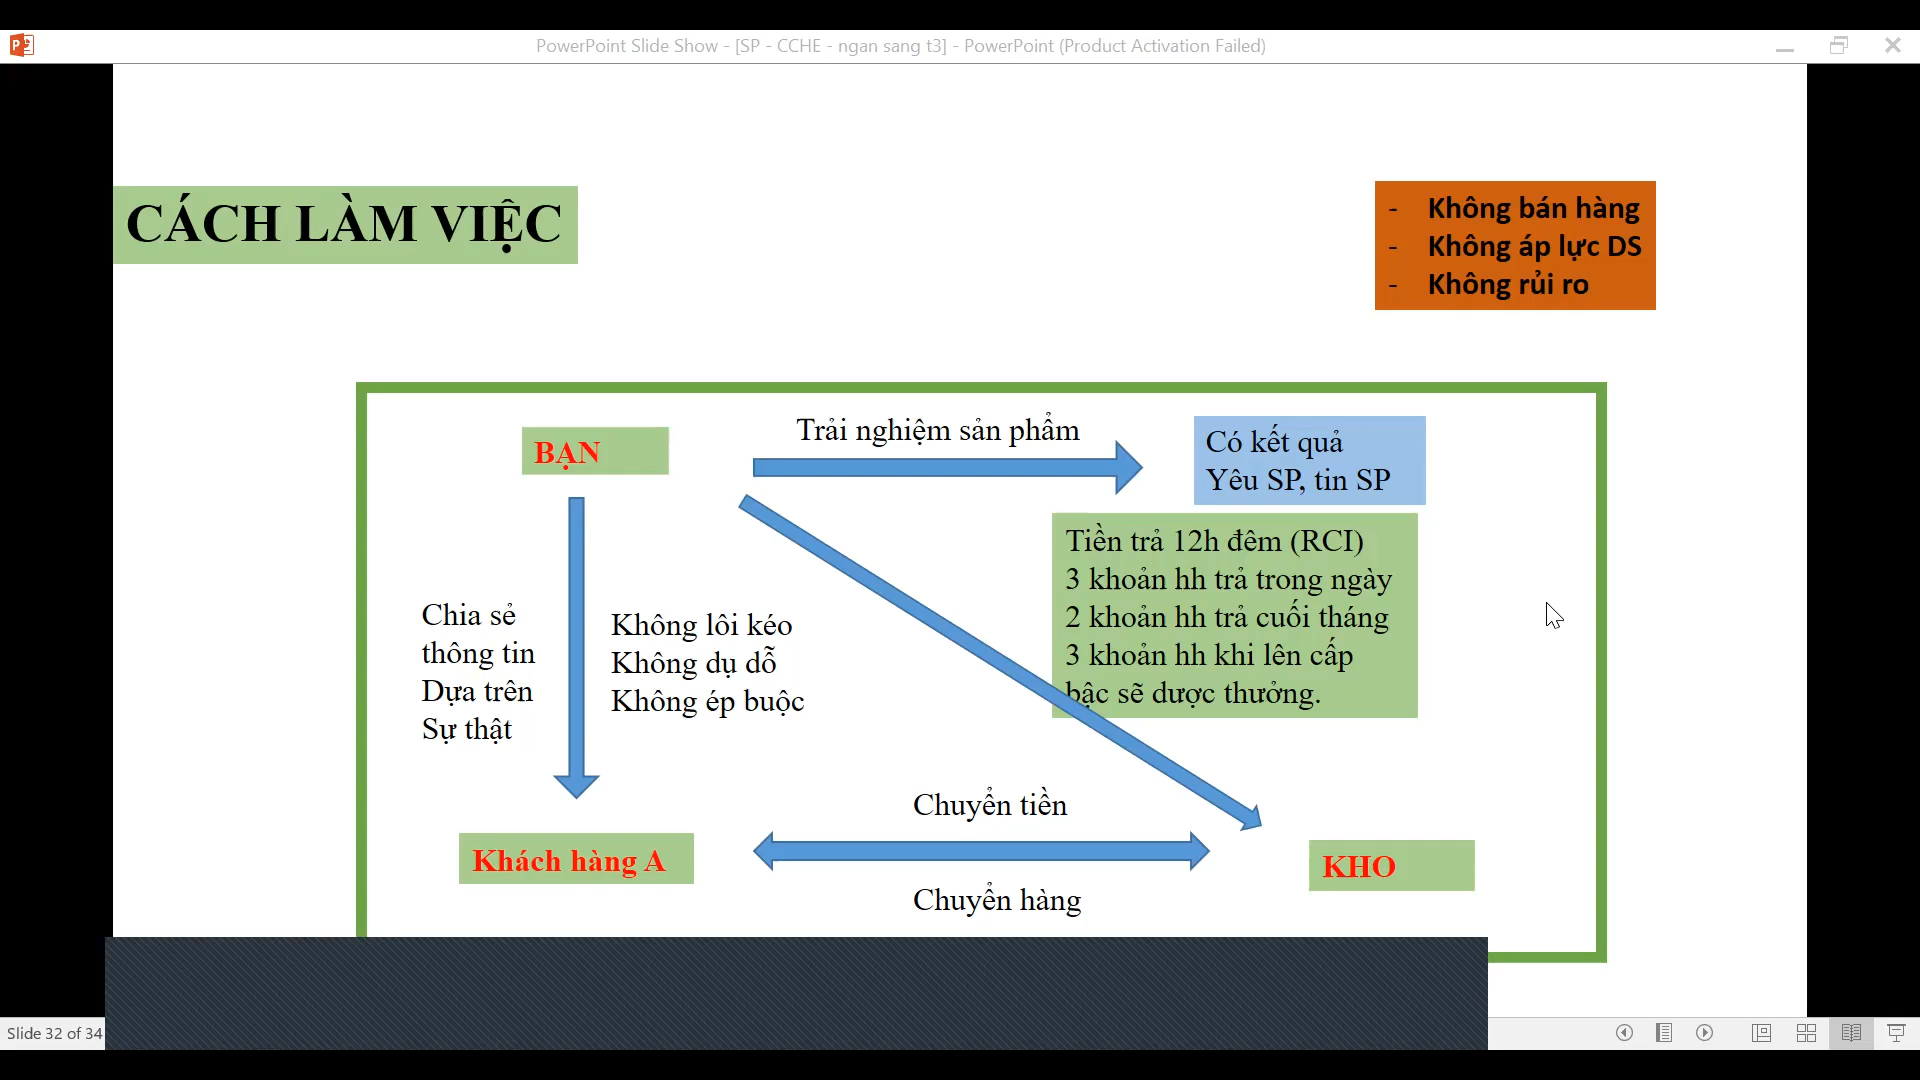 PowerPoint Slide Show - [SP - CCHE - ngan sang t3] - PowerPoint (Product Activation Failed)
CÁCH LÀM VIỆC
- Không bán hàng
- Không áp lực DS
- Không rủi ro
BẠN
Trải nghiệm sản phẩm
Có kết quả
Yêu SP, tin SP
Tiền trả 12h đêm (RCI)
3 khoản hh trả trong ngày
2 khoản hh trả cuối tháng
3 khoản hh khi lên cấp
bậc sẽ dược thưởng.
Chia sẻ
thông tin
Dựa trên
Sự thật
Không lôi kéo
Không dụ dỗ
Không ép buộc
Chuyển tiền
Khách hàng A
KHO
Chuyển hàng
Slide 32 of 34